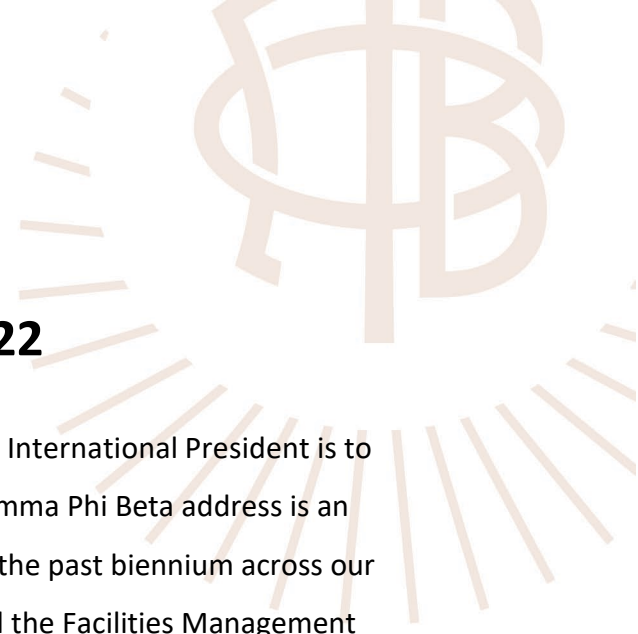 22
International President is to
mma Phi Beta address is an
the past biennium across our
the Facilities Management